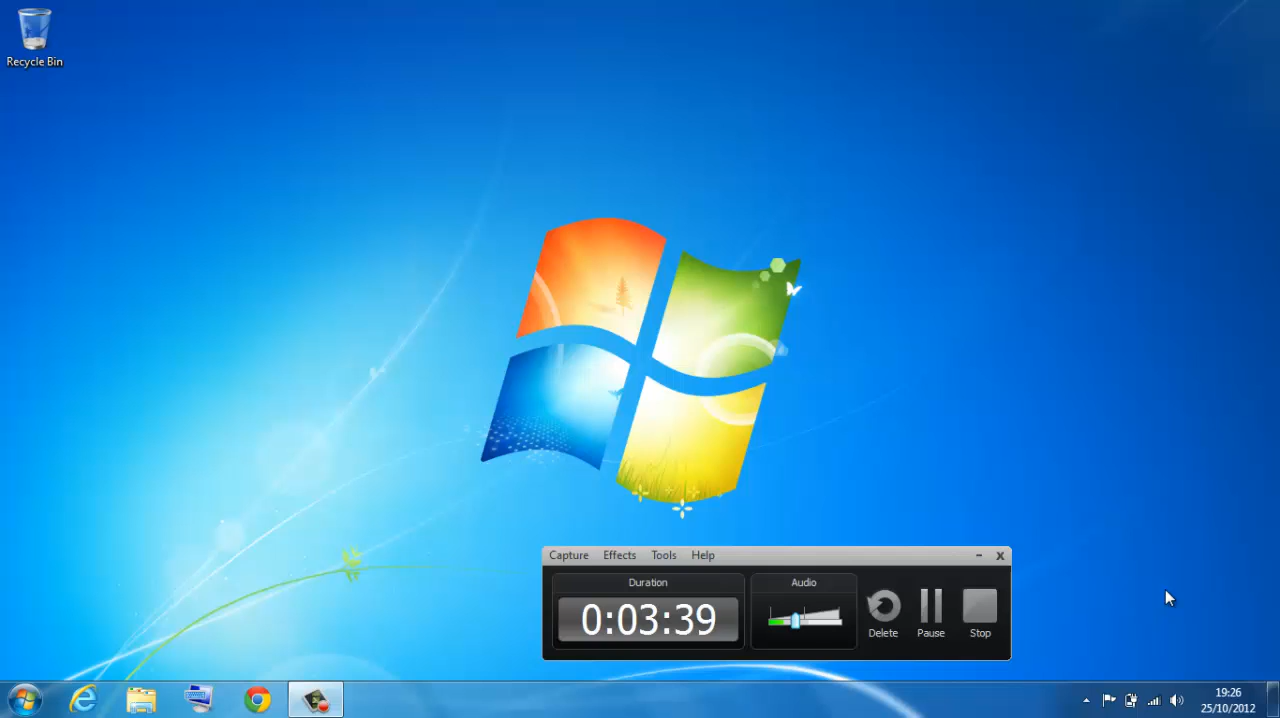 Recycle Bin
Capture Effects Tools Help
Duration
0:03:39
Audio
Delete Pause Stop
19:26
25/10/2012